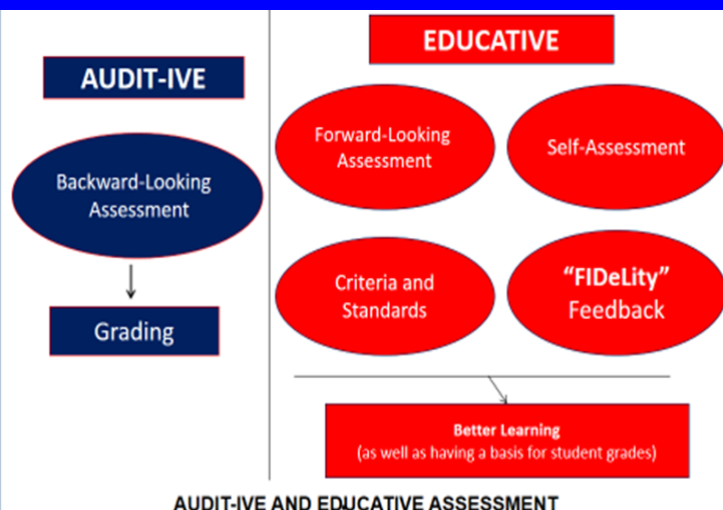 AUDIT-IVE
Backward-Looking
Assessment
Grading
EDUCATIVE
Forward-Looking
Assessment
Self-Assessment
Criteria and
Standards
“FIDeLity”
Feedback
Better Learning
(as well as having a basis for student grades)
AUDIT-IVE AND EDUCATIVE ASSESSMENT